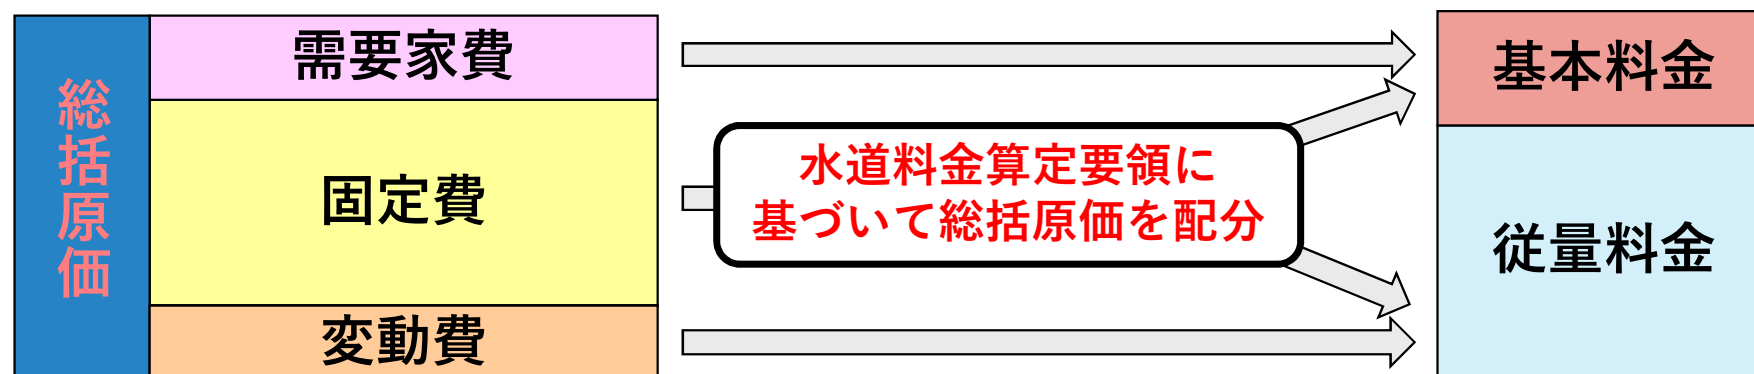 総括原価
需要家費
固定費
変動費
水道料金算定要領に
基づいて総括原価を配分
基本料金
従量料金